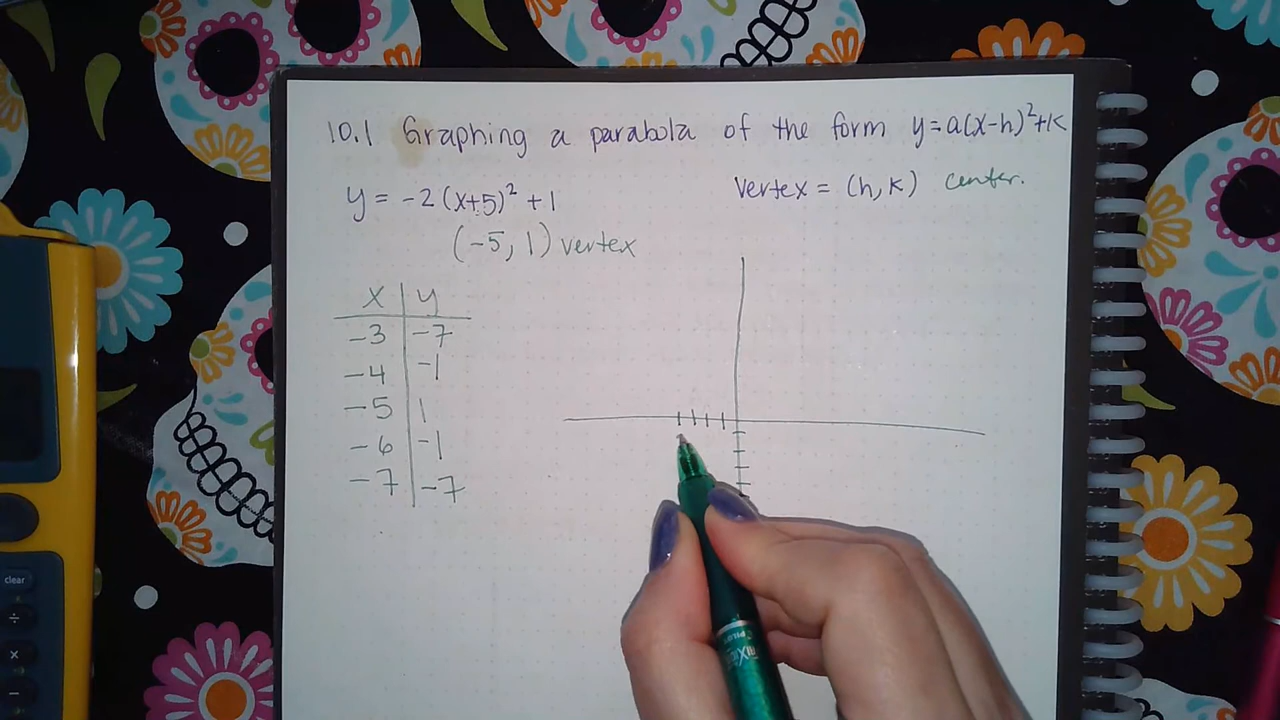 10.1 Graphing a parabola of the form y=a(x-h)²+k
y = -2(x+5)² +1
vertex = (h,k) center.
(-5, 1) vertex
x y
-3 -7
-4 -1
-5 1
-6 -1
-7 -7
clear
÷
×
−